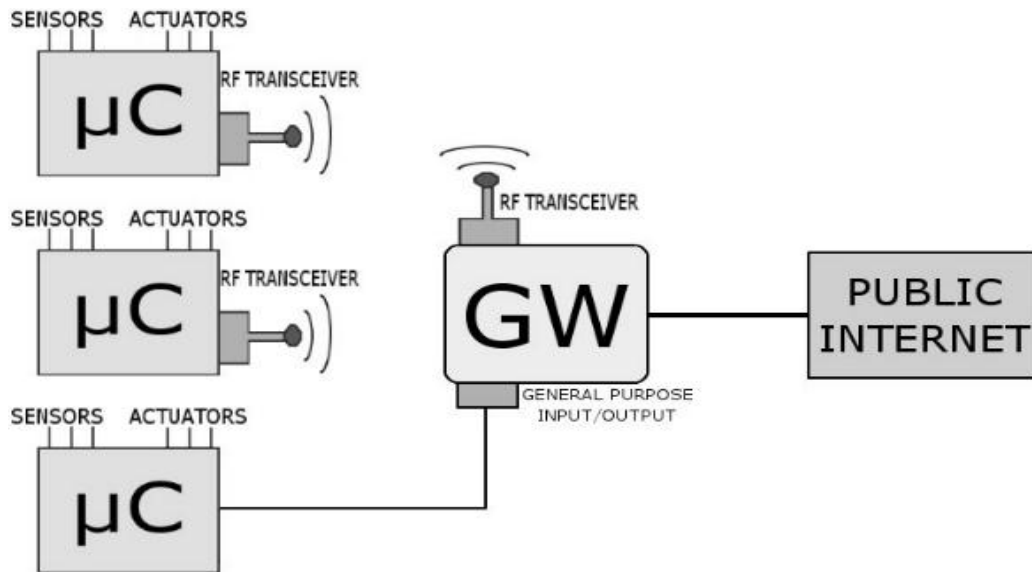 SENSORS ACTUATORS
RF TRANSCEIVER
µC
SENSORS ACTUATORS
RF TRANSCEIVER
µC
SENSORS ACTUATORS
µC
RF TRANSCEIVER
GW
GENERAL PURPOSE
INPUT/OUTPUT
PUBLIC
INTERNET